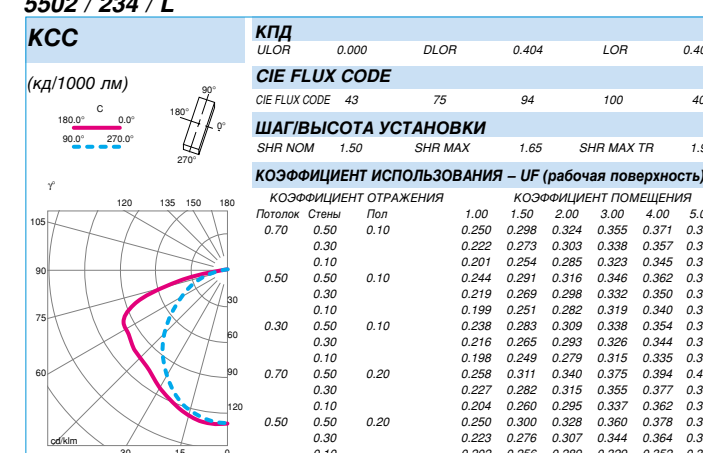 5502 / 234 / L
КСС
(кд/1000 лм)
C
180.0° 0.0°
90.0° 270.0°
90°
180°
0°
270°
γ°
120 135 150 180
105
90
75
60
30
60
90
120
cd/klm
30 15 0
КПД
ULOR 0.000 DLOR 0.404 LOR
CIE FLUX CODE
CIE FLUX CODE 43 75 94 100
ШАГ/ВЫСОТА УСТАНОВКИ
SHR NOM 1.50 SHR MAX 1.65 SHR MAX TR
КОЭФФИЦИЕНТ ИСПОЛЬЗОВАНИЯ – UF (рабочая поверхность)
КОЭФФИЦИЕНТ ОТРАЖЕНИЯ КОЭФФИЦИЕНТ ПОМЕЩЕНИЯ
Потолок Стены Пол 1.00 1.50 2.00 3.00 4.00
0.70 0.50 0.10 0.250 0.298 0.324 0.355 0.371
0.30 0.222 0.273 0.303 0.338 0.357
0.10 0.201 0.254 0.285 0.323 0.345
0.50 0.50 0.10 0.244 0.291 0.316 0.346 0.362
0.30 0.219 0.269 0.298 0.332 0.350
0.10 0.199 0.251 0.282 0.319 0.340
0.30 0.50 0.10 0.238 0.283 0.309 0.338 0.354
0.30 0.216 0.265 0.293 0.326 0.344
0.10 0.198 0.249 0.279 0.315 0.335
0.70 0.50 0.20 0.258 0.311 0.340 0.375 0.394
0.30 0.227 0.282 0.315 0.355 0.377
0.10 0.204 0.260 0.295 0.337 0.362
0.50 0.50 0.20 0.250 0.300 0.328 0.360 0.378
0.30 0.223 0.276 0.307 0.344 0.364